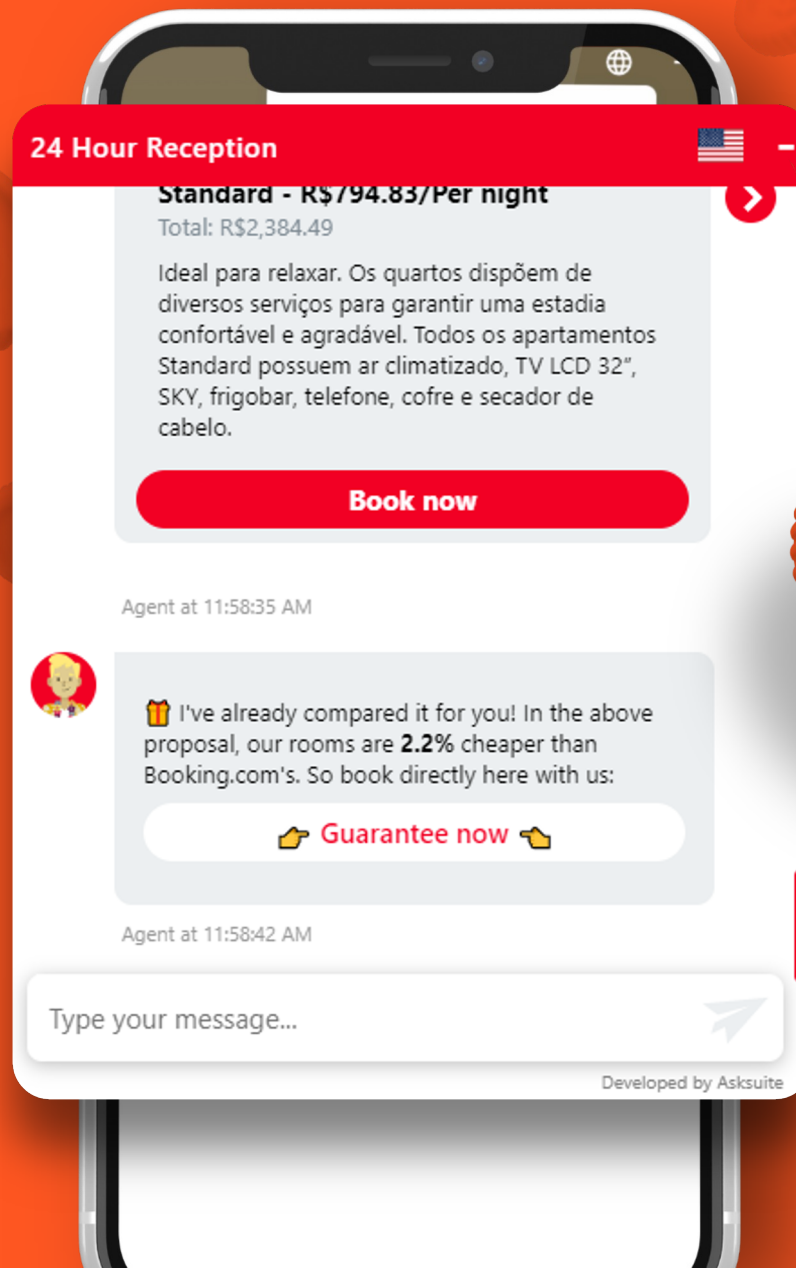 24 Hour Reception
Standard - R$794.83/Per night
Total: R$2,384.49
Ideal para relaxar. Os quartos dispõem de
diversos serviços para garantir uma estadia
confortável e agradável. Todos os apartamentos
Standard possuem ar climatizado, TV LCD 32”,
SKY, frigobar, telefone, cofre e secador de
cabelo.
Book now
Agent at 11:58:35 AM
🎁 I've already compared it for you! In the above
proposal, our rooms are 2.2% cheaper than
Booking.com's. So book directly here with us:
👉 Guarantee now 👈
Agent at 11:58:42 AM
Type your message...
Developed by Asksuite